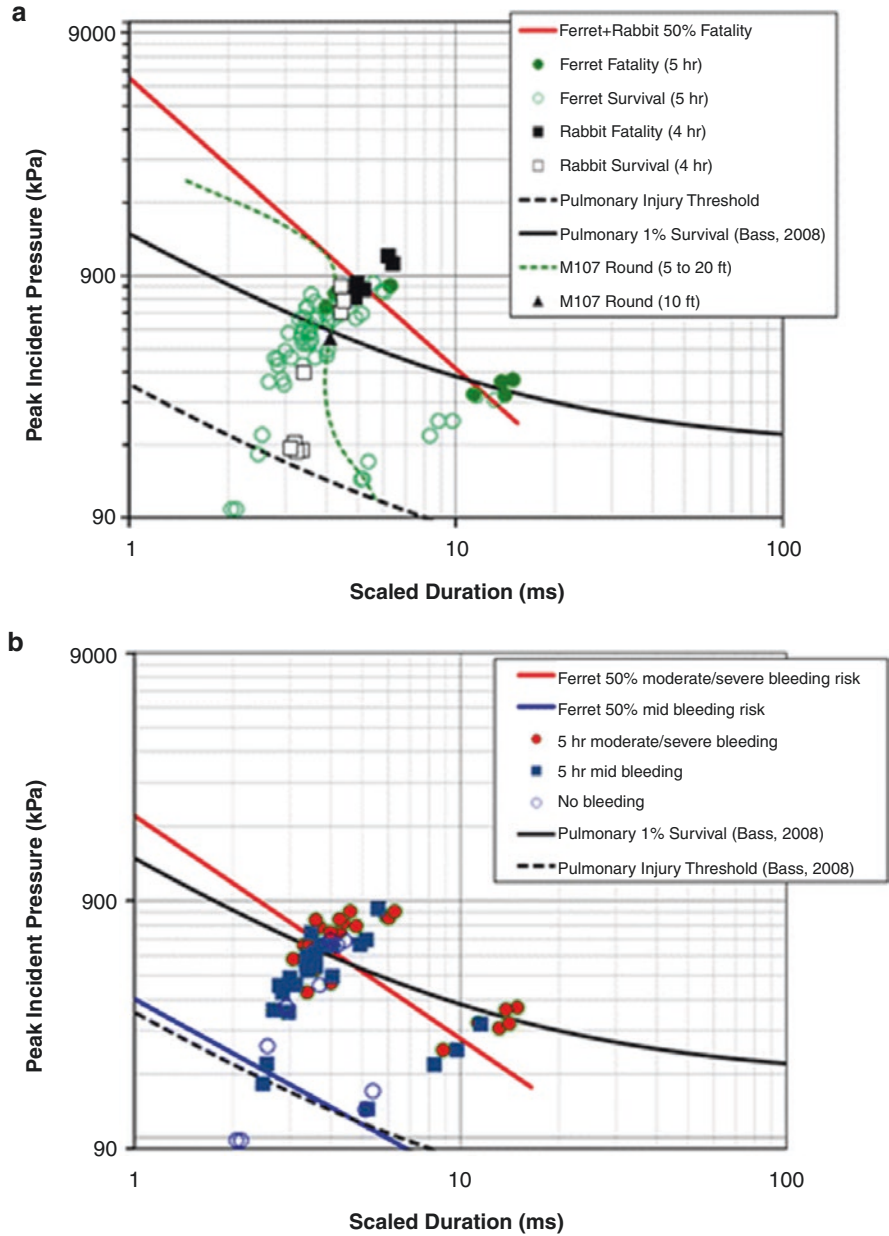 a
9000
900
90
Peak Incident Pressure (kPa)
1
10
100
Scaled Duration (ms)
Ferret+Rabbit 50% Fatality
Ferret Fatality (5 hr)
Ferret Survival (5 hr)
Rabbit Fatality (4 hr)
Rabbit Survival (4 hr)
Pulmonary Injury Threshold
Pulmonary 1% Survival (Bass, 2008)
M107 Round (5 to 20 ft)
M107 Round (10 ft)
b
9000
900
90
Peak Incident Pressure (kPa)
1
10
100
Scaled Duration (ms)
Ferret 50% moderate/severe bleeding risk
Ferret 50% mid bleeding risk
5 hr moderate/severe bleeding
5 hr mid bleeding
No bleeding
Pulmonary 1% Survival (Bass, 2008)
Pulmonary Injury Threshold (Bass, 2008)